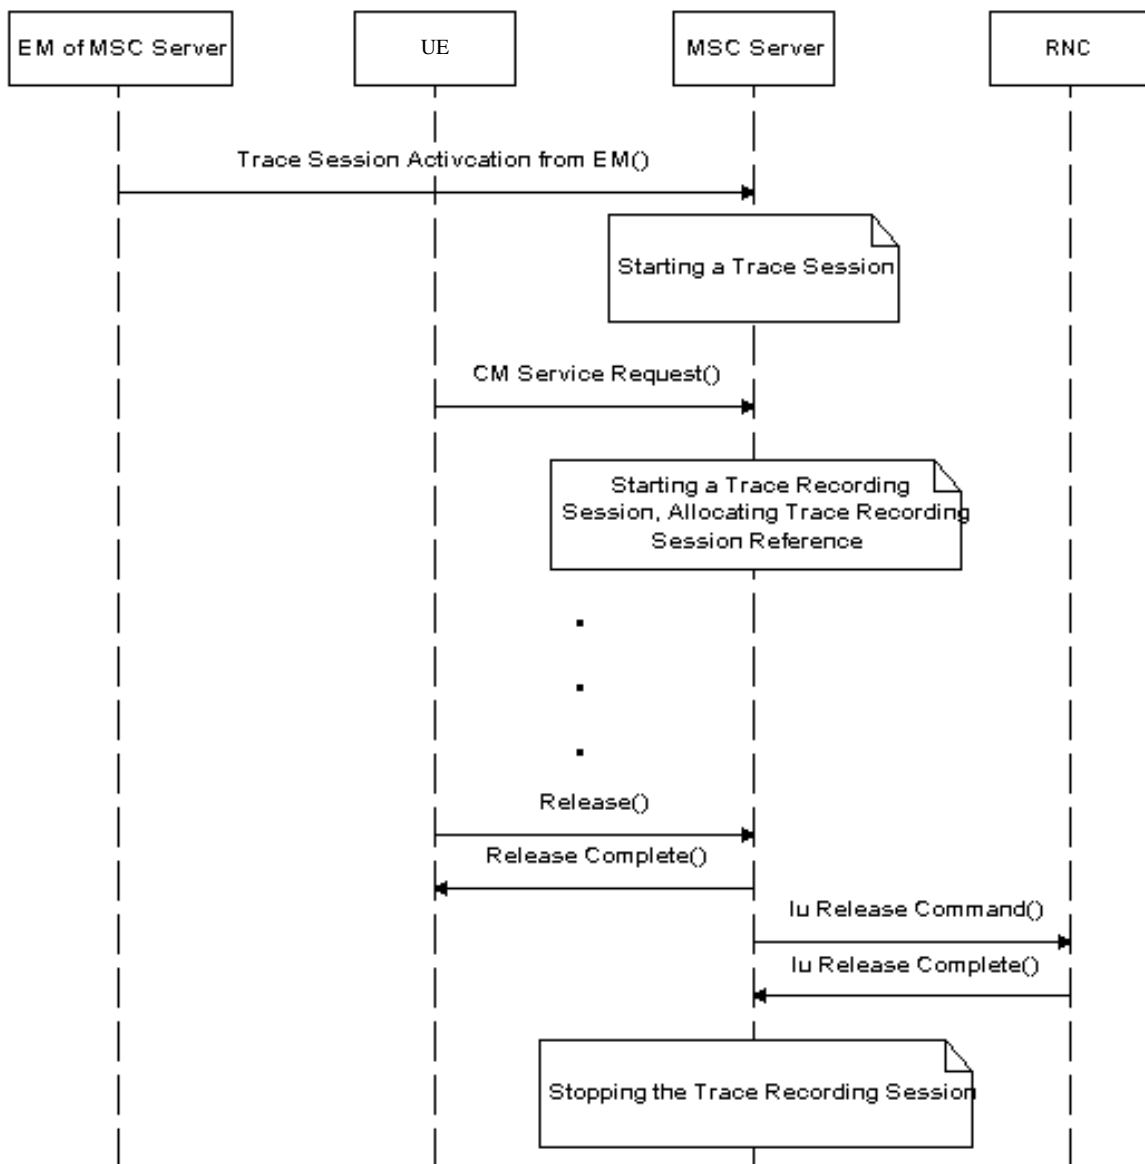 EM of MSC Server
UE
MSC Server
RNC
Trace Session Activcation from EM()
Starting a Trace Session
CM Service Request()
Starting a Trace Recording
Session, Allocating Trace Recording
Session Reference
Release()
Release Complete()
Iu Release Command()
Iu Release Complete()
Stopping the Trace Recording Session